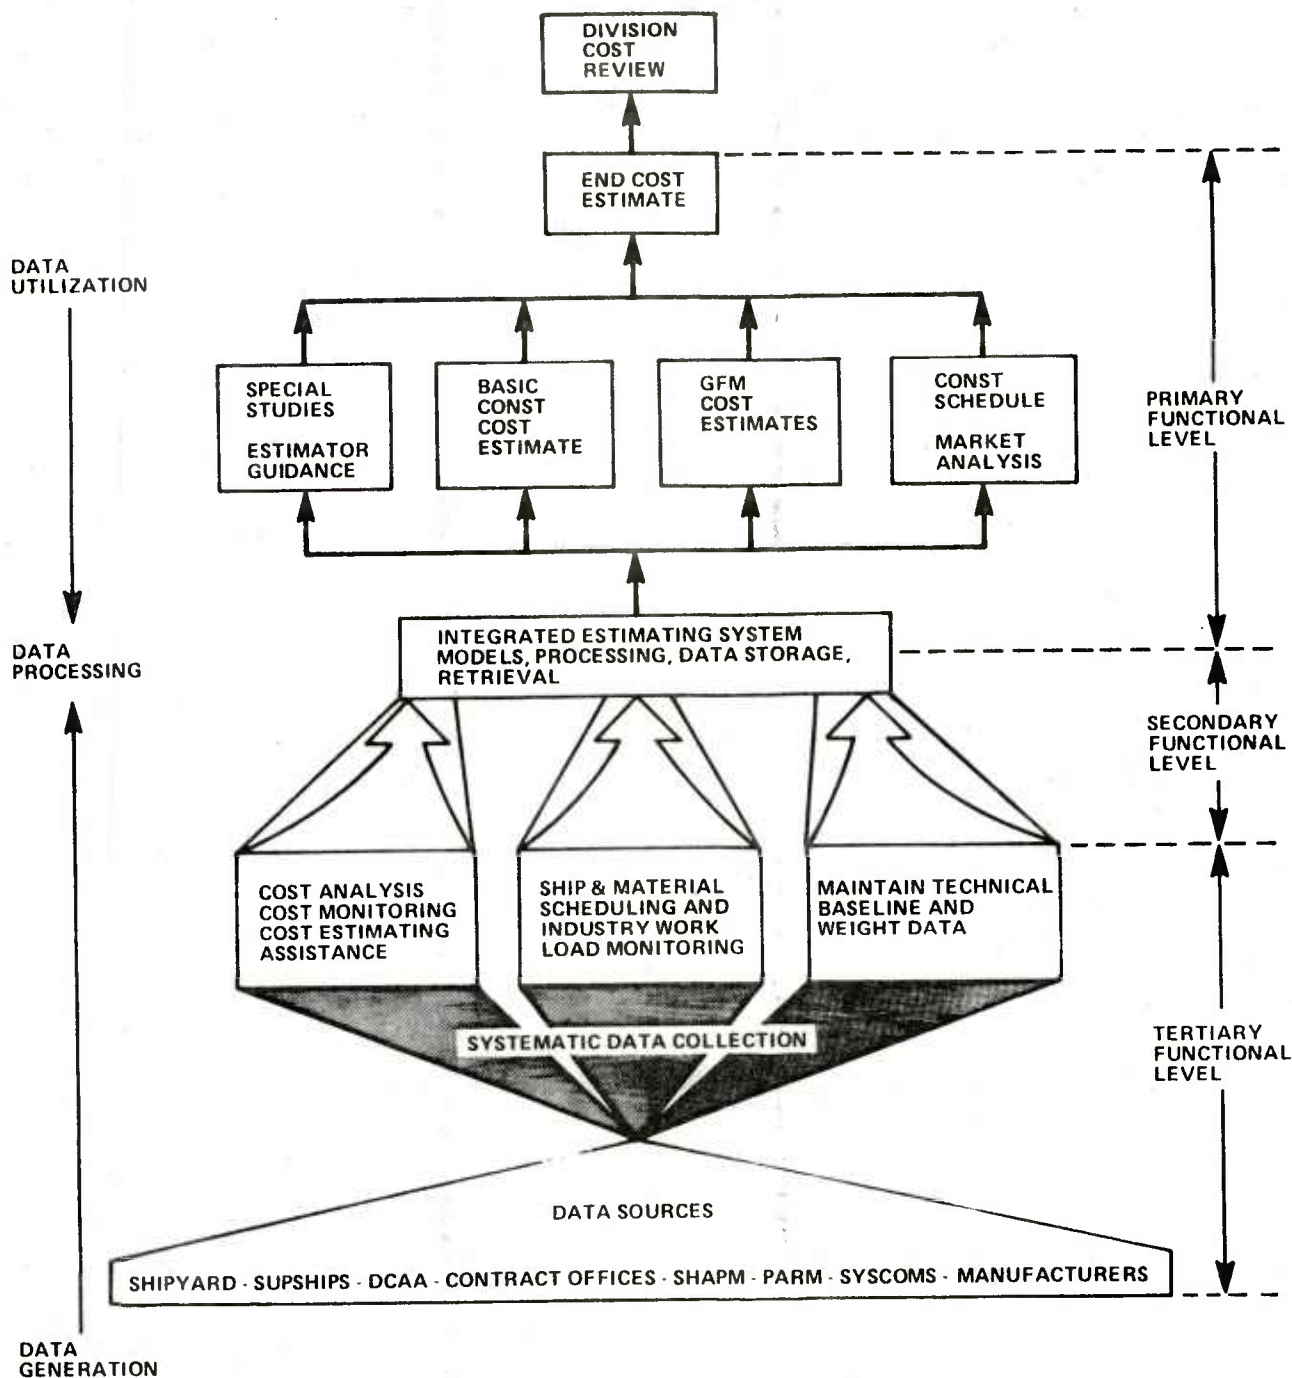 DIVISION
COST
REVIEW
END COST
ESTIMATE
DATA
UTILIZATION
SPECIAL
STUDIES
ESTIMATOR
GUIDANCE
BASIC
CONST
COST
ESTIMATE
GFM
COST
ESTIMATES
CONST
SCHEDULE
MARKET
ANALYSIS
PRIMARY
FUNCTIONAL
LEVEL
DATA
PROCESSING
INTEGRATED ESTIMATING SYSTEM
MODELS, PROCESSING, DATA STORAGE,
RETRIEVAL
SECONDARY
FUNCTIONAL
LEVEL
COST ANALYSIS
COST MONITORING
COST ESTIMATING
ASSISTANCE
SHIP & MATERIAL
SCHEDULING AND
INDUSTRY WORK
LOAD MONITORING
MAINTAIN TECHNICAL
BASELINE AND
WEIGHT DATA
SYSTEMATIC DATA COLLECTION
TERTIARY
FUNCTIONAL
LEVEL
DATA SOURCES
SHIPYARD - SUPSHIPS - DCAA - CONTRACT OFFICES - SHAPM - PARM - SYSCOMS - MANUFACTURERS
DATA
GENERATION